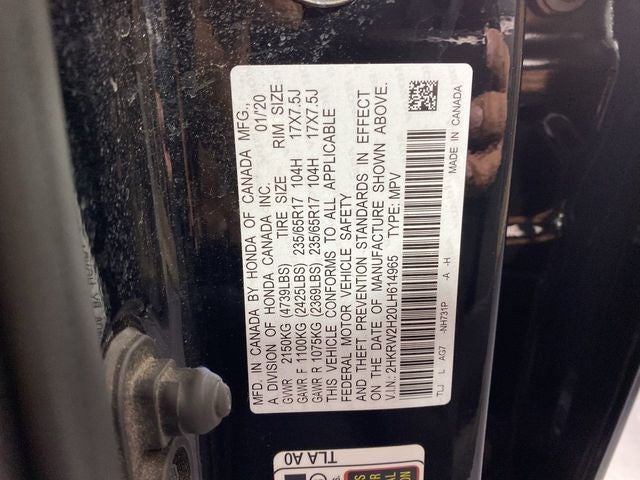 MFD. IN CANADA BY HONDA OF CANADA MFG.,
A DIVISION OF HONDA CANADA INC. 01/20
GVWR 2150KG (4739LBS) TIRE SIZE RIM SIZE
GAWR F 1100KG (2425LBS) 235/65R17 104H 17X7.5J
GAWR R 1075KG (2369LBS) 235/65R17 104H 17X7.5J
THIS VEHICLE CONFORMS TO ALL APPLICABLE
FEDERAL MOTOR VEHICLE SAFETY
AND THEFT PREVENTION STANDARDS IN EFFECT
ON THE DATE OF MANUFACTURE SHOWN ABOVE.
V.I.N.: 2HKRW2H20LH614965 TYPE: MPV
TLJ L AG7 -NH731P -A -H MADE IN CANADA
TLA A0